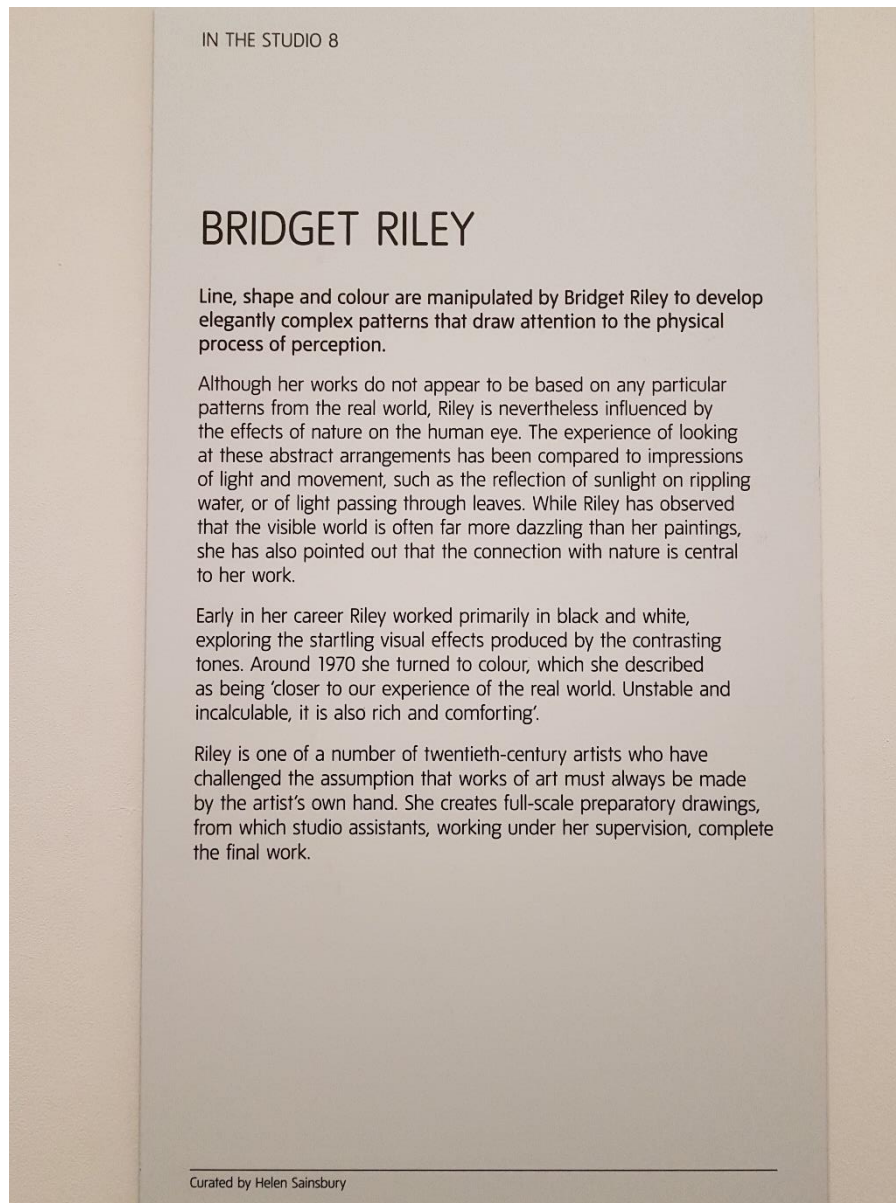 IN THE STUDIO 8
BRIDGET RILEY
Line, shape and colour are manipulated by Bridget Riley to develop
elegantly complex patterns that draw attention to the physical
process of perception.
Although her works do not appear to be based on any particular
patterns from the real world, Riley is nevertheless influenced by
the effects of nature on the human eye. The experience of looking
at these abstract arrangements has been compared to impressions
of light and movement, such as the reflection of sunlight on rippling
water, or of light passing through leaves. While Riley has observed
that the visible world is often far more dazzling than her paintings,
she has also pointed out that the connection with nature is central
to her work.
Early in her career Riley worked primarily in black and white,
exploring the startling visual effects produced by the contrasting
tones. Around 1970 she turned to colour, which she described
as being ‘closer to our experience of the real world. Unstable and
incalculable, it is also rich and comforting’.
Riley is one of a number of twentieth-century artists who have
challenged the assumption that works of art must always be made
by the artist’s own hand. She creates full-scale preparatory drawings,
from which studio assistants, working under her supervision, complete
the final work.
Curated by Helen Sainsbury